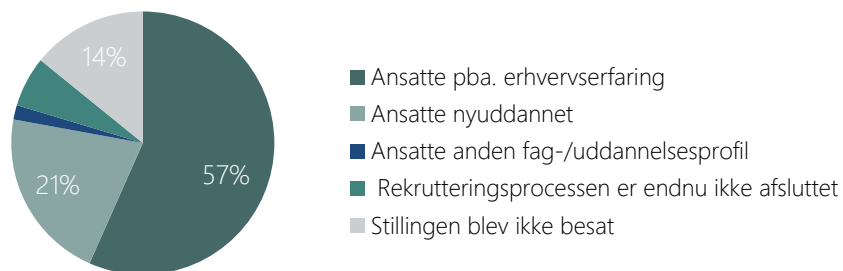 14%
57%
21%
Ansatte pba. erhvervserfaring
Ansatte nyuddannet
Ansatte anden fag-/uddannelsesprofil
Rekrutteringsprocessen er endnu ikke afsluttet
Stillingen blev ikke besat